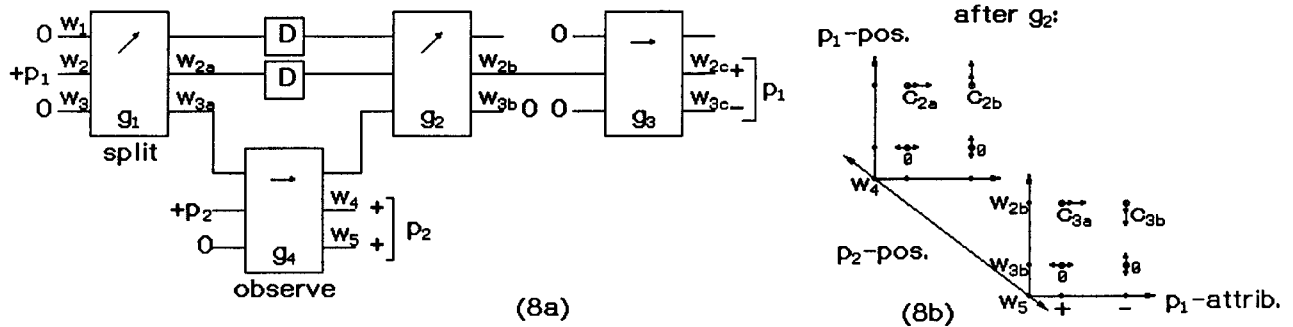 0 w1 D 0 after g2:
+p1 w2 w2a D w2b w2c + p1-pos.
0 w3 w3a w3b 0 0 w3c - p1 c2a c2b
g1 g2 g3
split 0 0
w4
+p2 w4 + w2b c3a c3b
0 w5 + p2 p2-pos.
g4 w3b 0 0
observe w5 + - p1-attrib.
(8a) (8b)